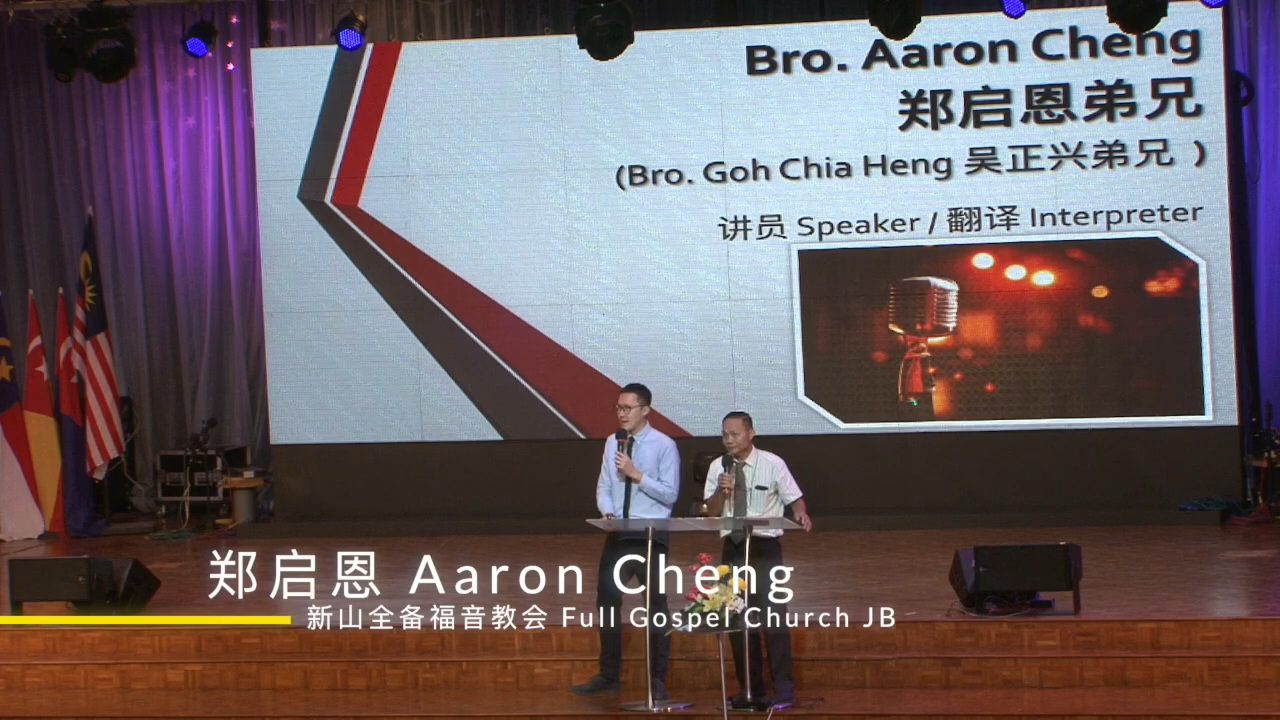 Bro. Aaron Cheng
郑启恩弟兄
(Bro. Goh Chia Heng 吴正兴弟兄 )
讲员 Speaker / 翻译 Interpreter
郑启恩 Aaron Cheng
新山全备福音教会 Full Gospel Church JB